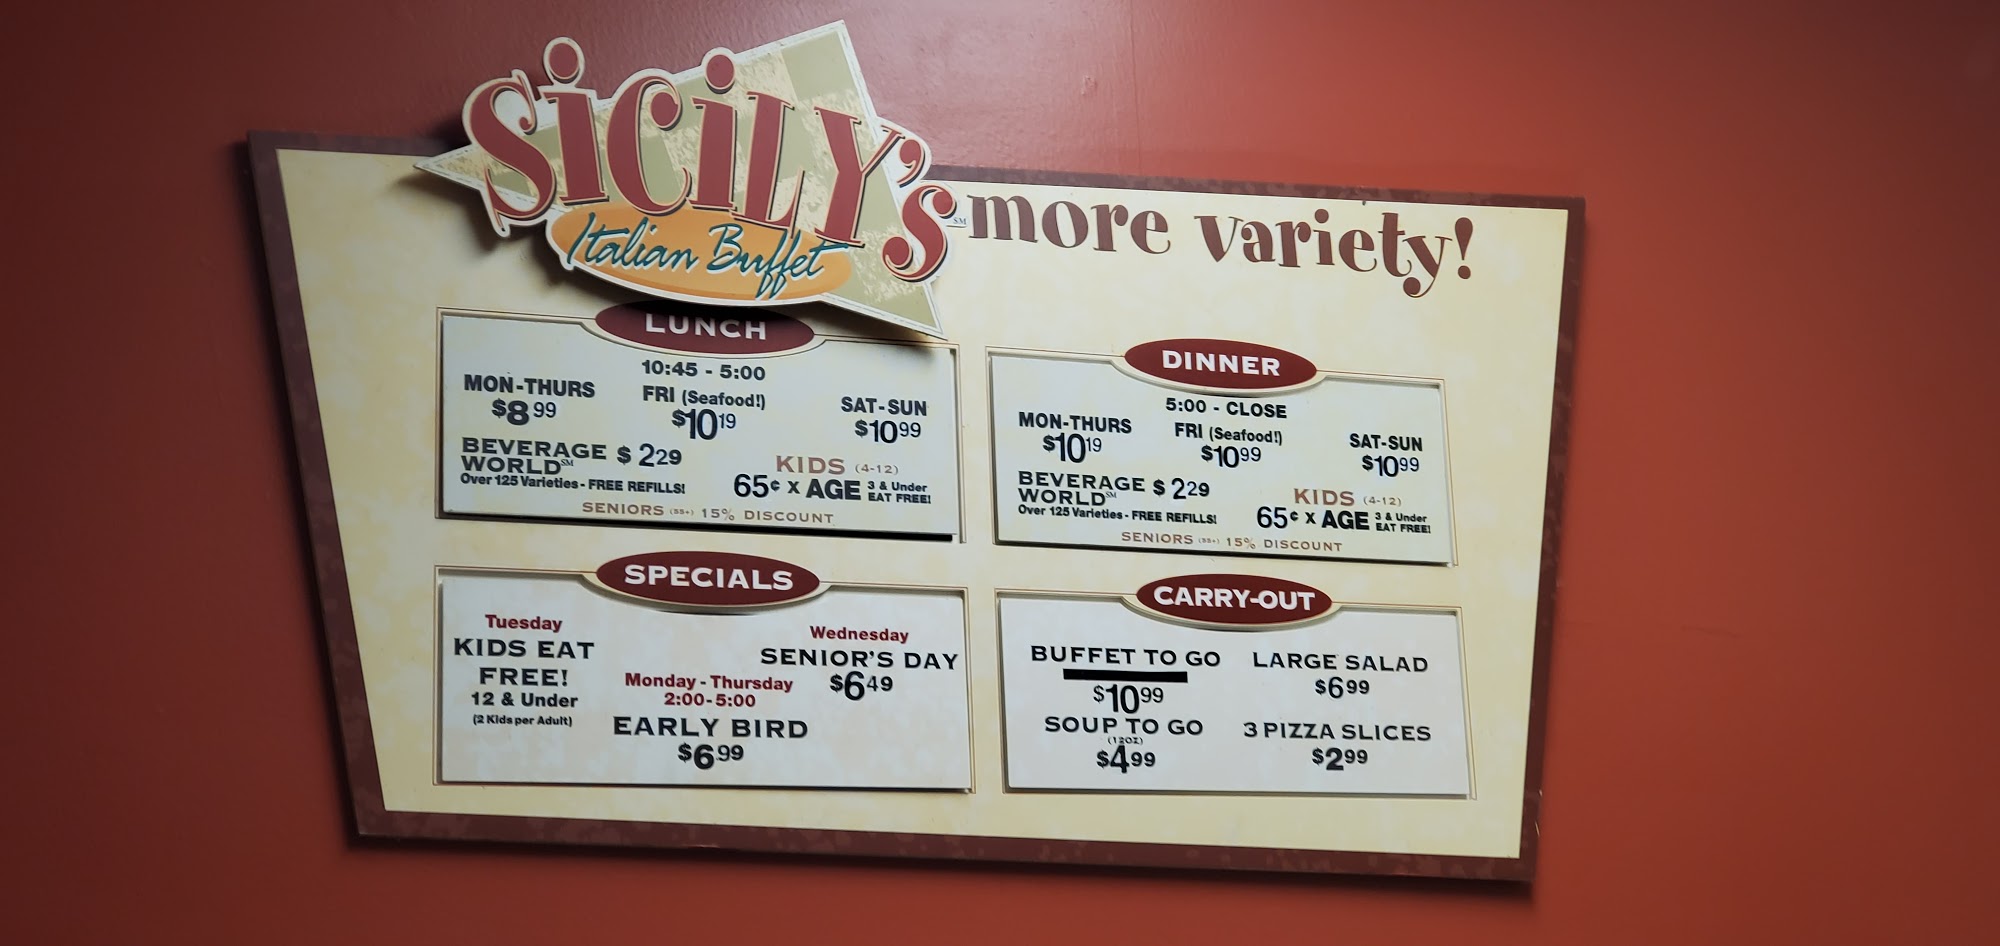 SiCiLY'S SM
Italian Buffet
more variety!
LUNCH
10:45 - 5:00
MON-THURS
$8.99
FRI (Seafood!)
$10.19
SAT-SUN
$10.99
BEVERAGE
WORLD SM
$2.29
Over 125 Varieties - FREE REFILLS!
KIDS (4-12)
65¢ X AGE
3 & Under
EAT FREE!
SENIORS (55+) 15% DISCOUNT
DINNER
5:00 - CLOSE
MON-THURS
$10.19
FRI (Seafood!)
$10.99
SAT-SUN
$10.99
BEVERAGE
WORLD SM
$2.29
Over 125 Varieties - FREE REFILLS!
KIDS (4-12)
65¢ X AGE
3 & Under
EAT FREE!
SENIORS (55+) 15% DISCOUNT
SPECIALS
Tuesday
KIDS EAT
FREE!
12 & Under
(2 Kids per Adult)
Monday - Thursday
2:00-5:00
EARLY BIRD
$6.99
Wednesday
SENIOR'S DAY
$6.49
CARRY-OUT
BUFFET TO GO
$10.99
SOUP TO GO
(12OZ)
$4.99
LARGE SALAD
$6.99
3 PIZZA SLICES
$2.99